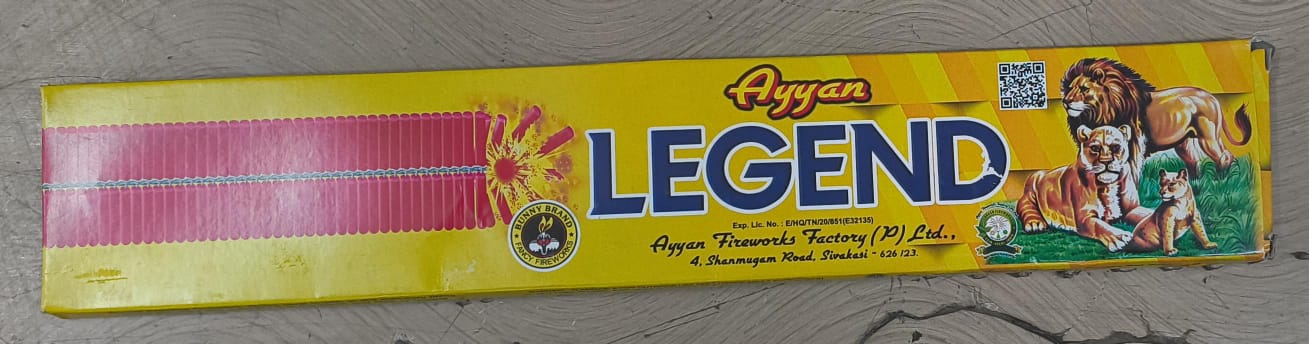 Ayyan
LEGEND
Exp. Lic. No. : E/HQ/TN/20/851(E32135)
Ayyan Fireworks Factory (P) Ltd.,
4, Shanmugam Road, Sivakasi - 626 123.
BUNNY BRAND
FANCY FIREWORKS